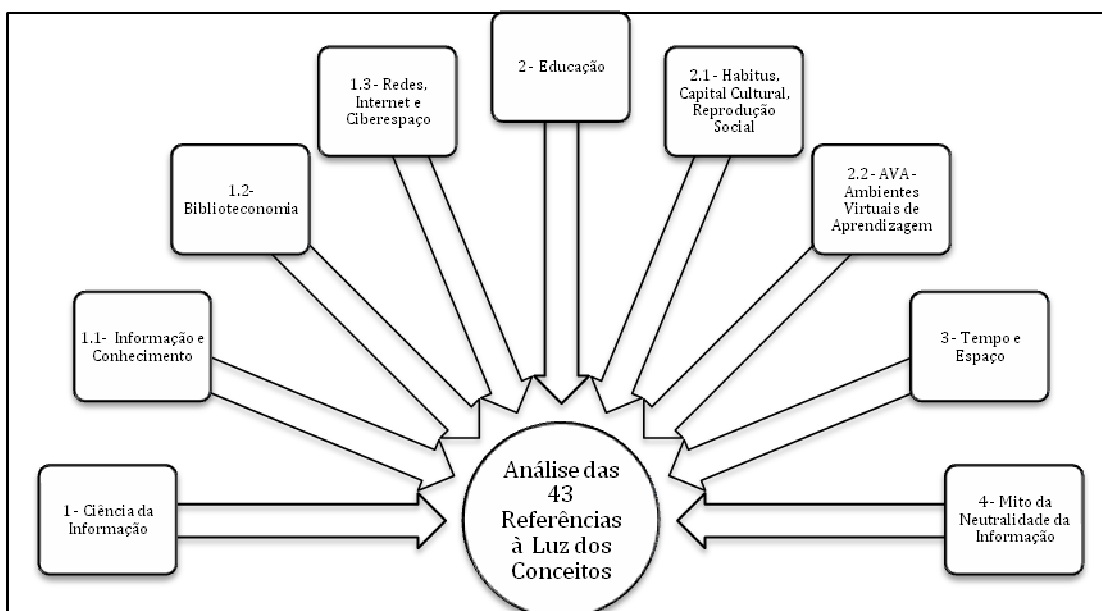 1 - Ciência da
Informação
1.1- Informação e
Conhecimento
1.2-
Biblioteconomia
1.3- Redes,
Internet e
Ciberespaço
2 - Educação
2.1- Habitus,
Capital Cultural,
Reprodução
Social
2.2- AVA -
Ambientes
Virtuais de
Aprendizagem
3- Tempo e
Espaço
4- Mito da
Neutralidade da
Informação
Análise das
43
Referências
à Luz dos
Conceitos